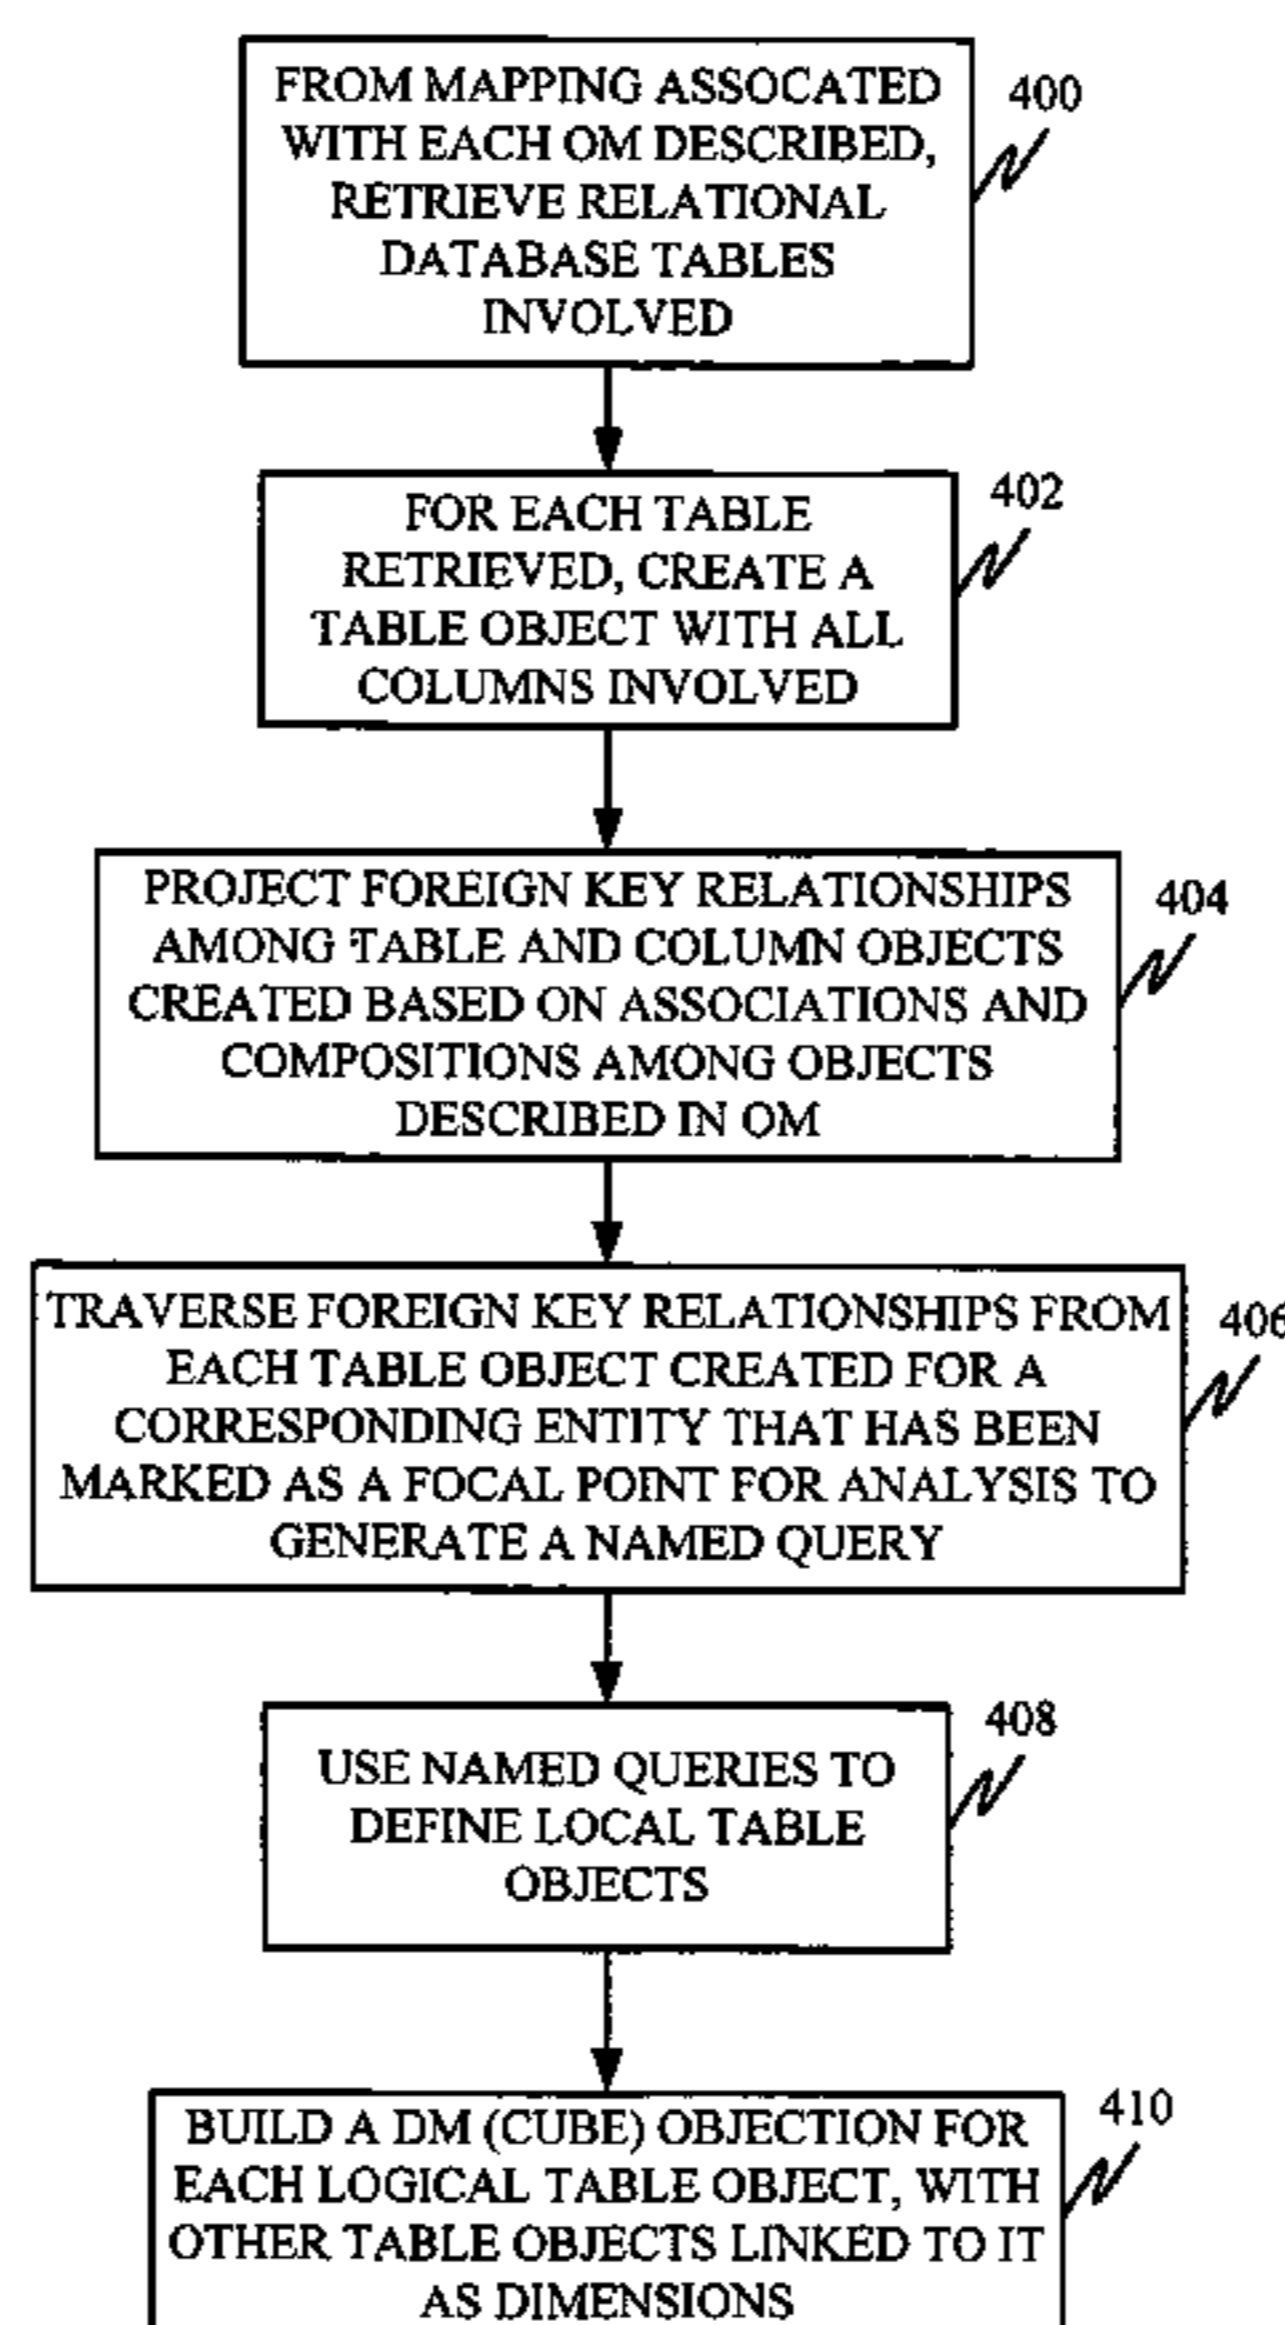 FROM MAPPING ASSOCATED
WITH EACH OM DESCRIBED,
RETRIEVE RELATIONAL
DATABASE TABLES
INVOLVED
400
FOR EACH TABLE
RETRIEVED, CREATE A
TABLE OBJECT WITH ALL
COLUMNS INVOLVED
402
PROJECT FOREIGN KEY RELATIONSHIPS
AMONG TABLE AND COLUMN OBJECTS
CREATED BASED ON ASSOCIATIONS AND
COMPOSITIONS AMONG OBJECTS
DESCRIBED IN OM
404
TRAVERSE FOREIGN KEY RELATIONSHIPS FROM
EACH TABLE OBJECT CREATED FOR A
CORRESPONDING ENTITY THAT HAS BEEN
MARKED AS A FOCAL POINT FOR ANALYSIS TO
GENERATE A NAMED QUERY
406
USE NAMED QUERIES TO
DEFINE LOCAL TABLE
OBJECTS
408
BUILD A DM (CUBE) OBJECTION FOR
EACH LOGICAL TABLE OBJECT, WITH
OTHER TABLE OBJECTS LINKED TO IT
AS DIMENSIONS
410